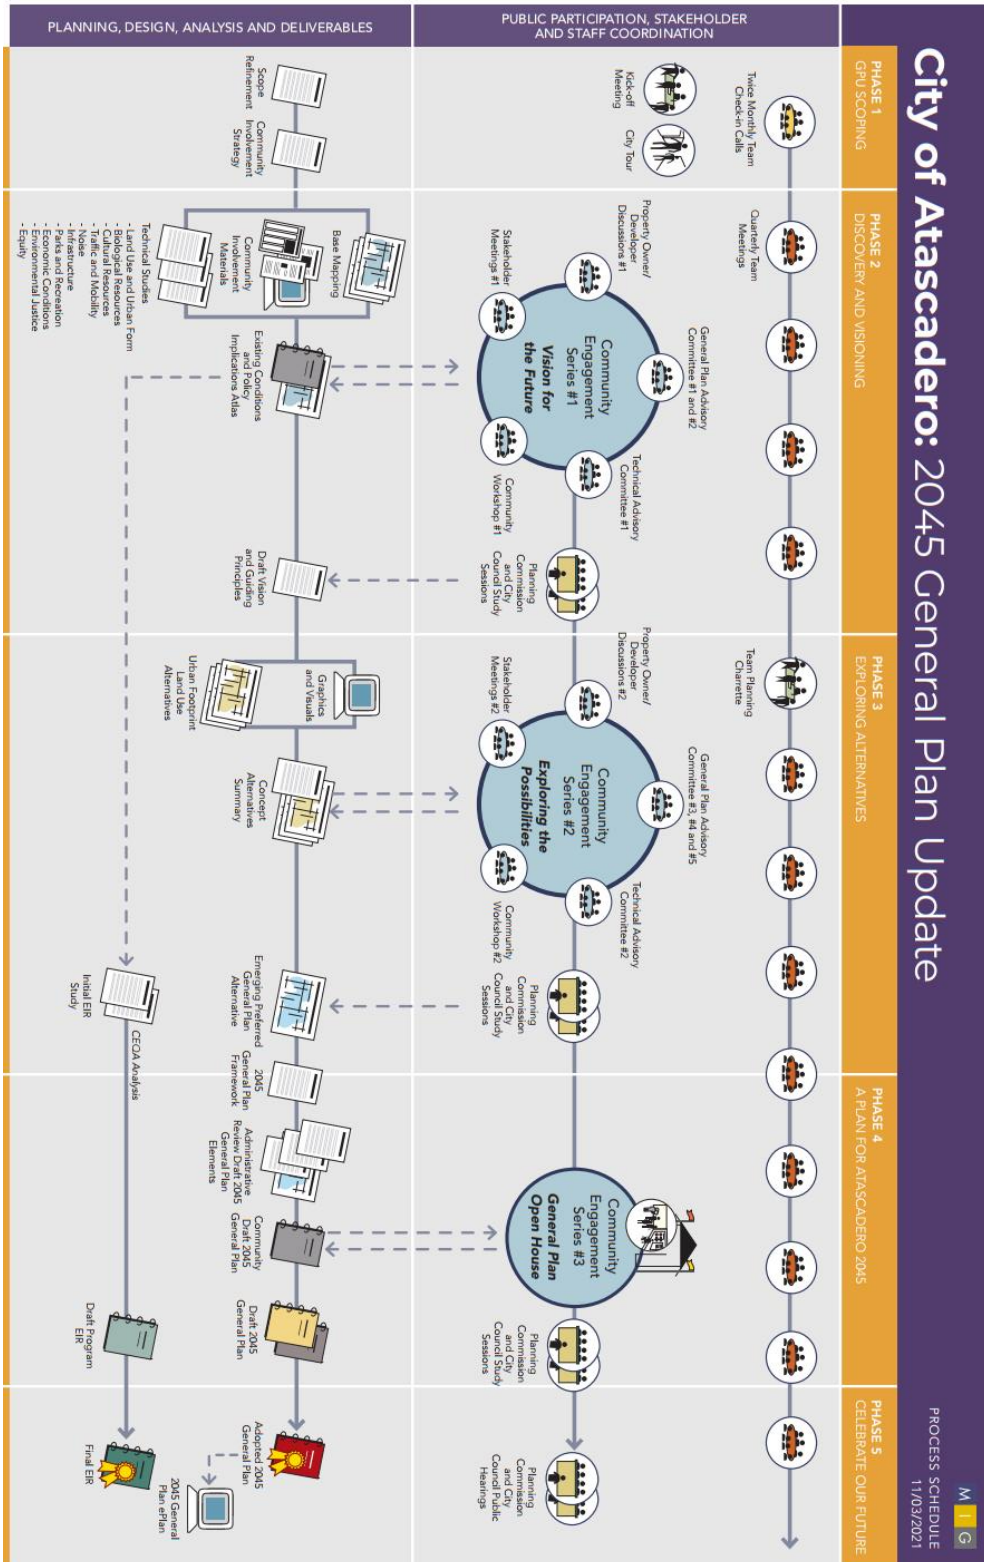 City of Atascadero: 2045 General Plan Update
M I G
PROCESS SCHEDULE
11/03/2021
PHASE 1
GPU SCOPING
PHASE 2
DISCOVERY AND VISIONING
PHASE 3
EXPLORING ALTERNATIVES
PHASE 4
A PLAN FOR ATASCADERO 2045
PHASE 5
CELEBRATE OUR FUTURE
PUBLIC PARTICIPATION, STAKEHOLDER
AND STAFF COORDINATION
Twice Monthly Team
Check-in Calls
Quarterly Team
Meetings
Team Planning
Charrette
Kick-off
Meeting
City Tour
General Plan Advisory
Committee #1 and #2
Property Owner/
Developer
Discussions #1
Technical Advisory
Committee #1
Community
Engagement
Series #1
Vision for
the Future
Stakeholder
Meetings #1
Community
Workshop #1
Planning
Commission
and City
Council Study
Sessions
General Plan Advisory
Committee #3, #4 and #5
Property Owner/
Developer
Discussions #2
Technical Advisory
Committee #2
Community
Engagement
Series #2
Exploring the
Possibilities
Stakeholder
Meetings #2
Community
Workshop #2
Planning
Commission
and City
Council Study
Sessions
Community
Engagement
Series #3
General Plan
Open House
Planning
Commission
and City
Council Study
Sessions
Planning
Commission
and City
Council Public
Hearings
PLANNING, DESIGN, ANALYSIS AND DELIVERABLES
Scope
Refinement
Community
Involvement
Strategy
Base Mapping
Community
Involvement
Materials
Technical Studies
- Land Use and Urban Form
- Biological Resources
- Cultural Resources
- Traffic and Mobility
- Noise
- Infrastructure
- Parks and Recreation
- Economic Conditions
- Environmental Justice
- Equity
Existing Conditions
and Policy
Implications Atlas
Draft Vision
and Guiding
Principles
Graphics
and Visuals
Urban Footprint
Land Use
Alternatives
Concept
Alternatives
Summary
Emerging Preferred
General Plan
Alternative
2045
General Plan
Framework
Administrative
Review Draft 2045
General Plan
Elements
Community
Draft 2045
General Plan
Draft 2045
General Plan
Adopted 2045
General Plan
2045 General
Plan ePlan
Initial EIR
Study
CEQA Analysis
Draft Program
EIR
Final EIR